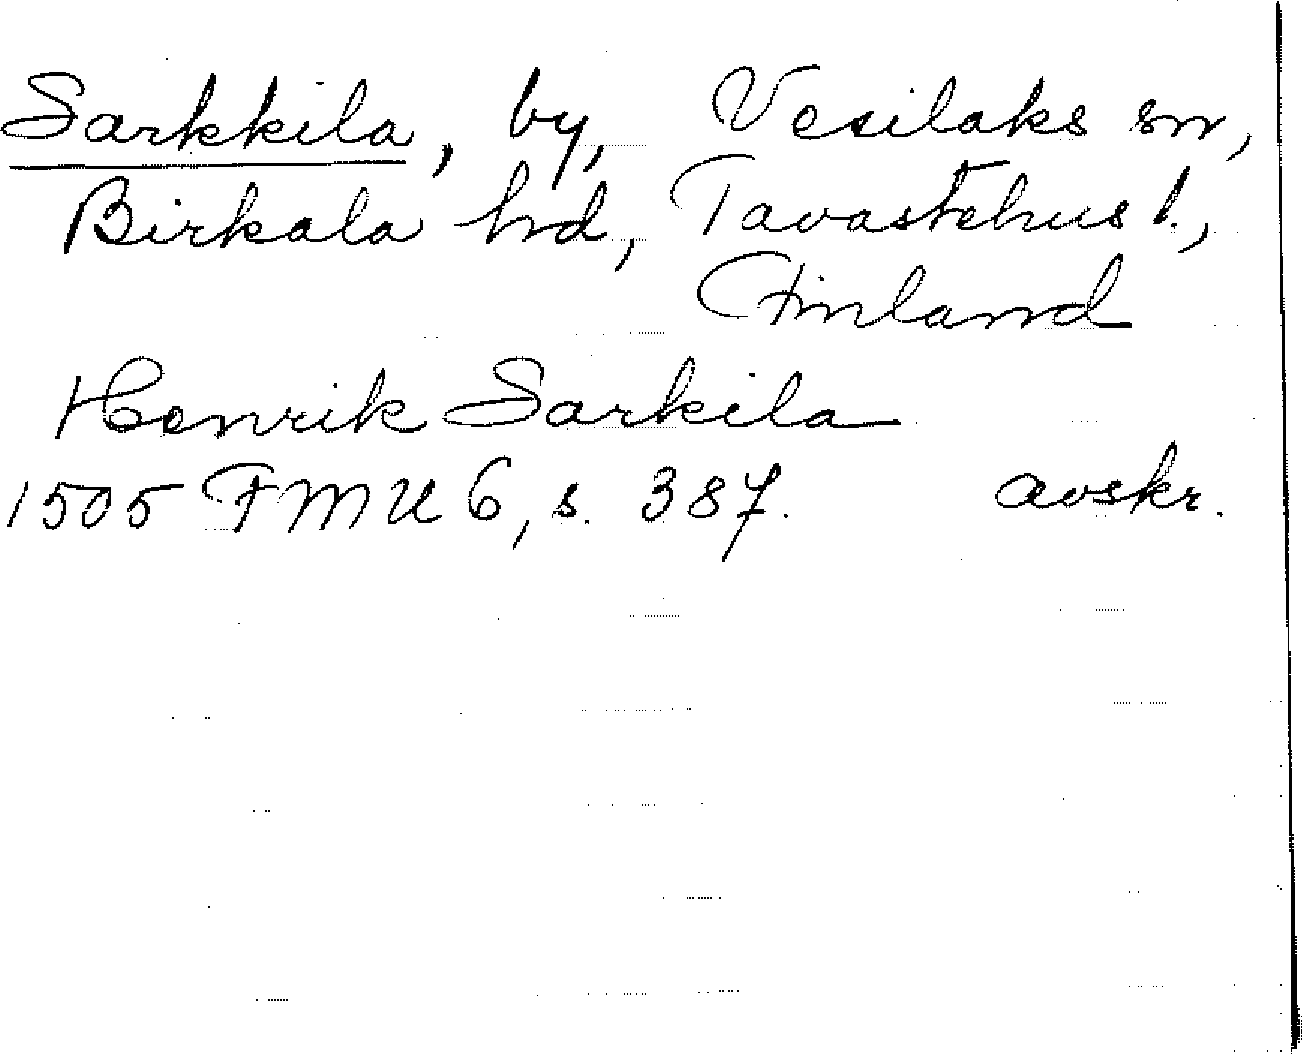 Sarkkila, by, Vesilaks sn,
Birkala hd, Tavastehus l.,
Finland
Henrik Sarkila
1505 FMU 6, s. 387. avskr.